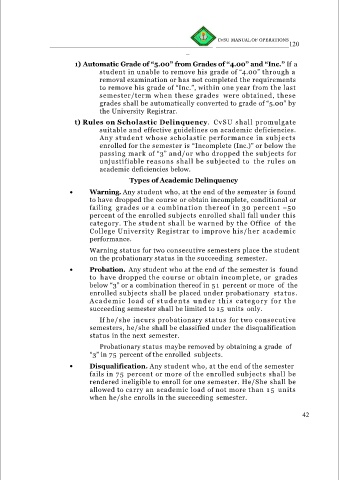 CvSU MANUAL OF OPERATIONS
120
1) Automatic Grade of “5.00” from Grades of “4.00” and “Inc.” If a
student in unable to remove his grade of “4.00” through a
removal examination or has not completed the requirements
to remove his grade of “Inc.”, within one year from the last
semester/term when these grades were obtained, these
grades shall be automatically converted to grade of “5.00” by
the University Registrar.
t) Rules on Scholastic Delinquency. CvSU shall promulgate
suitable and effective guidelines on academic deficiencies.
Any student whose scholastic performance in subjects
enrolled for the semester is “Incomplete (Inc.)” or below the
passing mark of “3” and/or who dropped the subjects for
unjustifiable reasons shall be subjected to the rules on
academic deficiencies below.
Types of Academic Delinquency
• Warning. Any student who, at the end of the semester is found
to have dropped the course or obtain incomplete, conditional or
failing grades or a combination thereof in 30 percent –50
percent of the enrolled subjects enrolled shall fall under this
category. The student shall be warned by the Office of the
College University Registrar to improve his/her academic
performance.
Warning status for two consecutive semesters place the student
on the probationary status in the succeeding semester.
• Probation. Any student who at the end of the semester is found
to have dropped the course or obtain incomplete, or grades
below “3” or a combination thereof in 51 percent or more of the
enrolled subjects shall be placed under probationary status.
Academic load of students under this category for the
succeeding semester shall be limited to 15 units only.
If he/she incurs probationary status for two consecutive
semesters, he/she shall be classified under the disqualification
status in the next semester.
Probationary status maybe removed by obtaining a grade of
“3” in 75 percent of the enrolled subjects.
• Disqualification. Any student who, at the end of the semester
fails in 75 percent or more of the enrolled subjects shall be
rendered ineligible to enroll for one semester. He/She shall be
allowed to carry an academic load of not more than 15 units
when he/she enrolls in the succeeding semester.
42